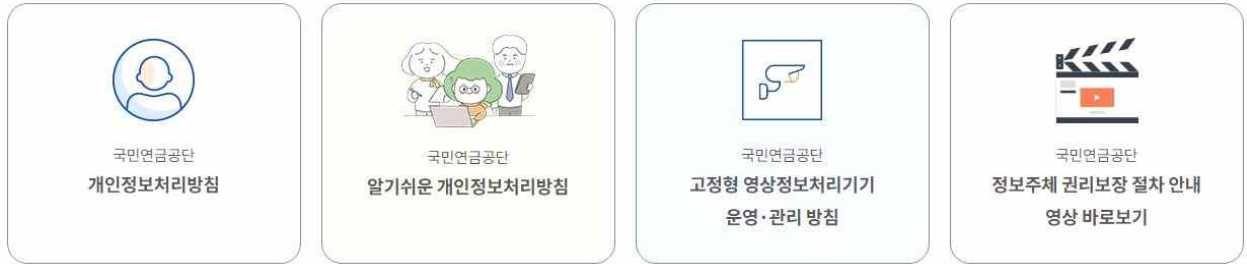 국민연금공단
개인정보처리방침
국민연금공단
알기쉬운 개인정보처리방침
국민연금공단
고정형 영상정보처리기기
운영·관리 방침
국민연금공단
정보주체 권리보장 절차 안내
영상 바로보기